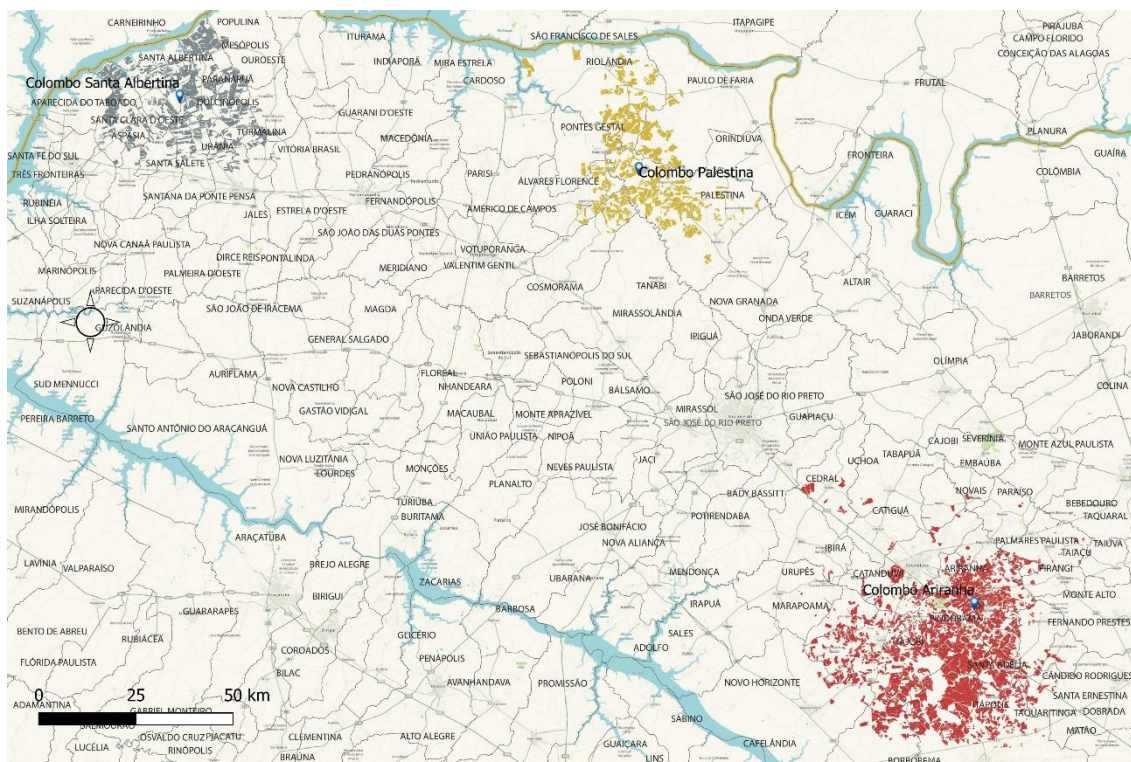 CARNEIRINHO
POPULINA
ITURAMA
SÃO FRANCISCO DE SALES
ITAPAGIPE
PIRAJUBA
CAMPO FLORIDO
CONCEIÇÃO DAS ALAGOAS
MESÓPOLIS
SANTA ALBERTINA
OUROESTE
INDIAPORÃ
MIRA ESTRELA
RIOLÂNDIA
Colombo Santa Albertina
PARANAPUÃ
CARDOSO
PAULO DE FARIA
FRUTAL
APARECIDA DO TABOADO
DOLCINÓPOLIS
GUARANI D'OESTE
SANTA CLARA D'OESTE
ASPÁSIA
TURMALINA
MACEDÔNIA
PONTES GESTAL
ORINDIÚVA
PLANURA
URÂNIA
VITÓRIA BRASIL
SANTA FÉ DO SUL
SANTA SALETE
FRONTEIRA
GUAÍRA
TRÊS FRONTEIRAS
PEDRANÓPOLIS
PARISI
ÁLVARES FLORENCE
Colombo Palestina
COLÔMBIA
RUBINÉIA
SANTANA DA PONTE PENSA
FERNANDÓPOLIS
PALESTINA
ILHA SOLTEIRA
JALES
ESTRELA D'OESTE
AMÉRICO DE CAMPOS
ICÉM
GUARACI
SÃO JOÃO DAS DUAS PONTES
NOVA CANAÃ PAULISTA
VOTUPORANGA
DIRCE REIS
PONTALINDA
VALENTIM GENTIL
MARINÓPOLIS
PALMEIRA D'OESTE
MERIDIANO
BARRETOS
APARECIDA D'OESTE
COSMORAMA
TANABI
ALTAIR
BARRETOS
SUZANÁPOLIS
SÃO JOÃO DE IRACEMA
MAGDA
NOVA GRANADA
MIRASSOLÂNDIA
ONDA VERDE
GUZOLÂNDIA
GENERAL SALGADO
IPIGUÁ
JABORANDI
SEBASTIANÓPOLIS DO SUL
OLÍMPIA
AURIFLAMA
FLOREAL
SUD MENNUCCI
NOVA CASTILHO
NHANDEARA
POLONI
BÁLSAMO
COLINA
SÃO JOSÉ DO RIO PRETO
GASTÃO VIDIGAL
MACAUBAL
MONTE APRAZÍVEL
MIRASSOL
GUAPIAÇU
PEREIRA BARRETO
SÃO JOSÉ DO RIO PRETO
SANTO ANTÔNIO DO ARAÇANGUÁ
UNIÃO PAULISTA
NIPOÃ
CAJOBI
SEVERÍNIA
MONTE AZUL PAULISTA
NOVA LUZITÂNIA
JACI
UCHOA
TABAPUÃ
EMBAÚBA
LOURDES
MONÇÕES
NEVES PAULISTA
PLANALTO
CEDRAL
NOVAIS
PARAÍSO
BADY BASSITT
TURIÚBA
CATIGUÁ
BEBEDOURO
MIRANDÓPOLIS
BURITAMA
POTIRENDABA
TAQUARAL
JOSÉ BONIFÁCIO
ARAÇATUBA
NOVA ALIANÇA
IBIRÁ
PALMARES PAULISTA
TAIÚVA
TAIAÇU
LAVÍNIA
VALPARAÍSO
BREJO ALEGRE
ZACARIAS
UBARANA
MENDONÇA
URUPÊS
CATANDUVA
ARIRANHA
PIRANGI
Colombo Ariranha
BIRIGUI
MONTE ALTO
GUARARAPES
BARBOSA
IRAPUÃ
MARAPOAMA
PINDORAMA
FERNANDO PRESTES
BENTO DE ABREU
RUBIÁCEA
GLICÉRIO
SALES
ITAJOBI
COROADOS
ADOLFO
FLÓRIDA PAULISTA
PENÁPOLIS
SANTA ADÉLIA
BILAC
AVANHANDAVA
PROMISSÃO
NOVO HORIZONTE
CÂNDIDO RODRIGUES
0 25 50 km
SANTA ERNESTINA
ADAMANTINA
GABRIEL MONTEIRO
ITÁPOLIS
TAQUARITINGA
DOBRADA
SALMOURÃO
SABINO
OSVALDO CRUZ
PIACATU
CLEMENTINA
ALTO ALEGRE
MATÃO
LUCÉLIA
RINÓPOLIS
GUAIÇARA
CAFELÂNDIA
BRAÚNA
LINS
BORBOREMA